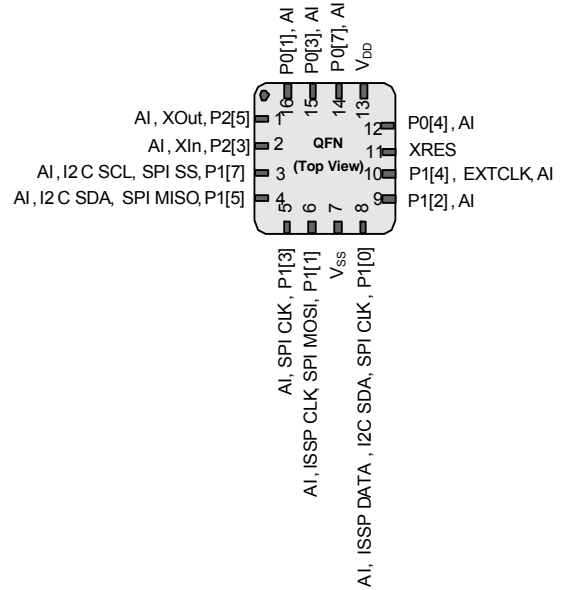 P0[1], AI
P0[3], AI
P0[7], AI
VDD
16
15
14
13
AI, XOut, P2[5]
1
AI, XIn, P2[3]
2
AI, I2 C SCL, SPI SS, P1[7]
3
AI, I2 C SDA, SPI MISO, P1[5]
4
QFN
(Top View)
12
P0[4], AI
11
XRES
10
P1[4], EXTCLK, AI
9
P1[2], AI
5
6
7
8
AI, SPI CLK, P1[3]
AI, ISSP CLK, SPI MOSI, P1[1]
VSS
AI, ISSP DATA, I2C SDA, SPI CLK, P1[0]